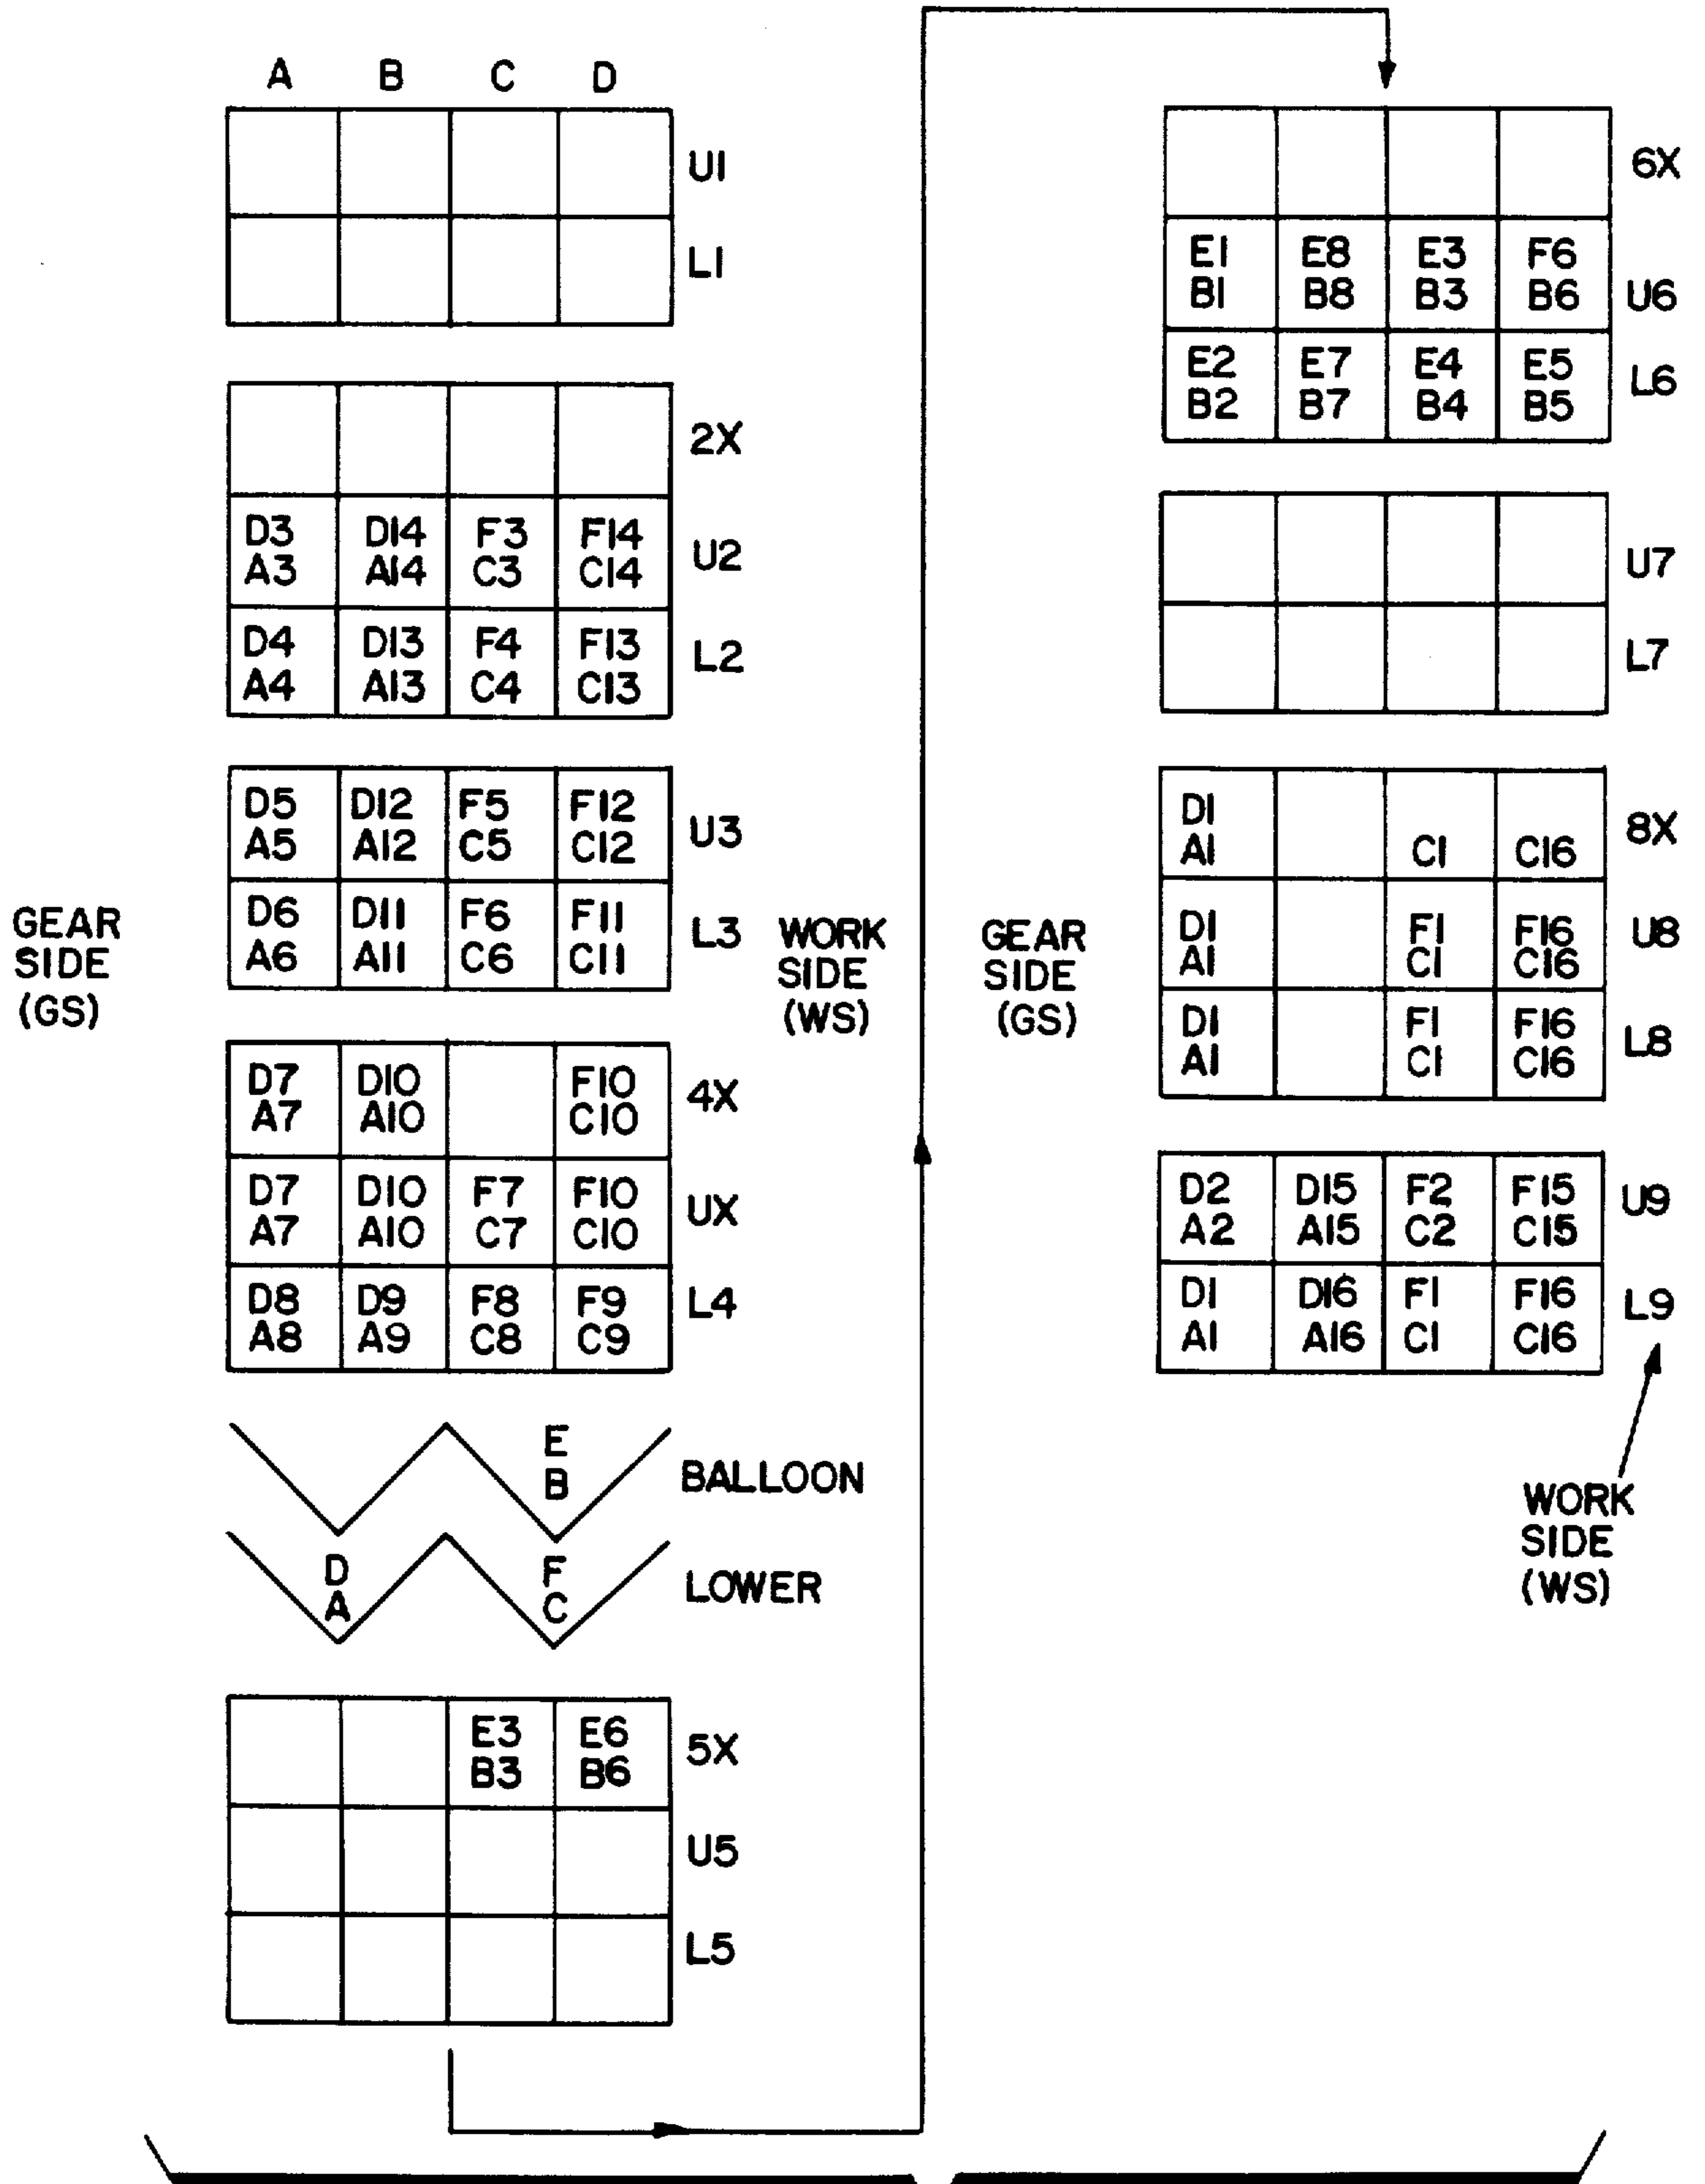 A B C D
U1
L1
2X
D3 D14 F3 F14
A3 A14 C3 C14
U2
D4 D13 F4 F13
A4 A13 C4 C13
L2
D5 D12 F5 F12
A5 A12 C5 C12
U3
D6 D11 F6 F11
A6 A11 C6 C11
L3
GEAR
SIDE
(GS)
WORK
SIDE
(WS)
D7 D10 F10
A7 A10 C10
4X
D7 D10 F7 F10
A7 A10 C7 C10
UX
D8 D9 F8 F9
A8 A9 C8 C9
L4
E
B
BALLOON
D F
A C
LOWER
E3 E6
B3 B6
5X
U5
L5
6X
E1 E8 E3 F6
B1 B8 B3 B6
U6
E2 E7 E4 E5
B2 B7 B4 B5
L6
U7
L7
D1
A1 C1 C16
8X
GEAR
SIDE
(GS)
D1 F1 F16
A1 C1 C16
U8
D1 F1 F16
A1 C1 C16
L8
D2 D15 F2 F15
A2 A15 C2 C15
U9
D1 D16 F1 F16
A1 A16 C1 C16
L9
WORK
SIDE
(WS)